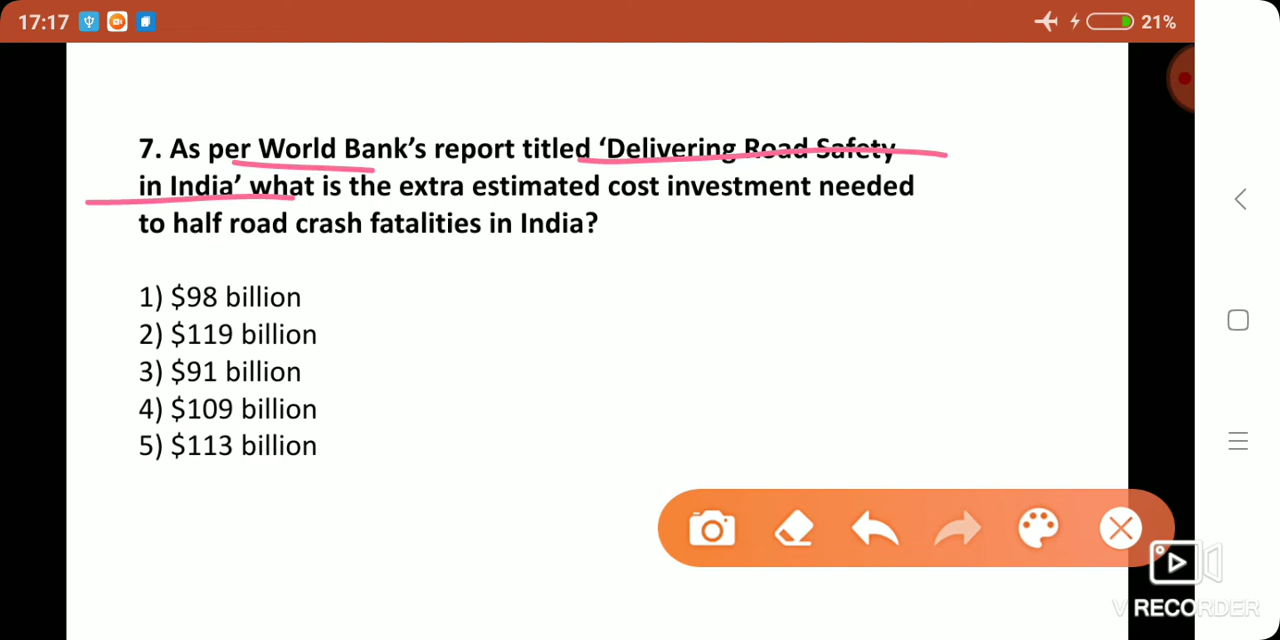 17:17
21%
7. As per World Bank's report titled ‘Delivering Road Safety
in India’ what is the extra estimated cost investment needed
to half road crash fatalities in India?
1) $98 billion
2) $119 billion
3) $91 billion
4) $109 billion
5) $113 billion
V RECORDER